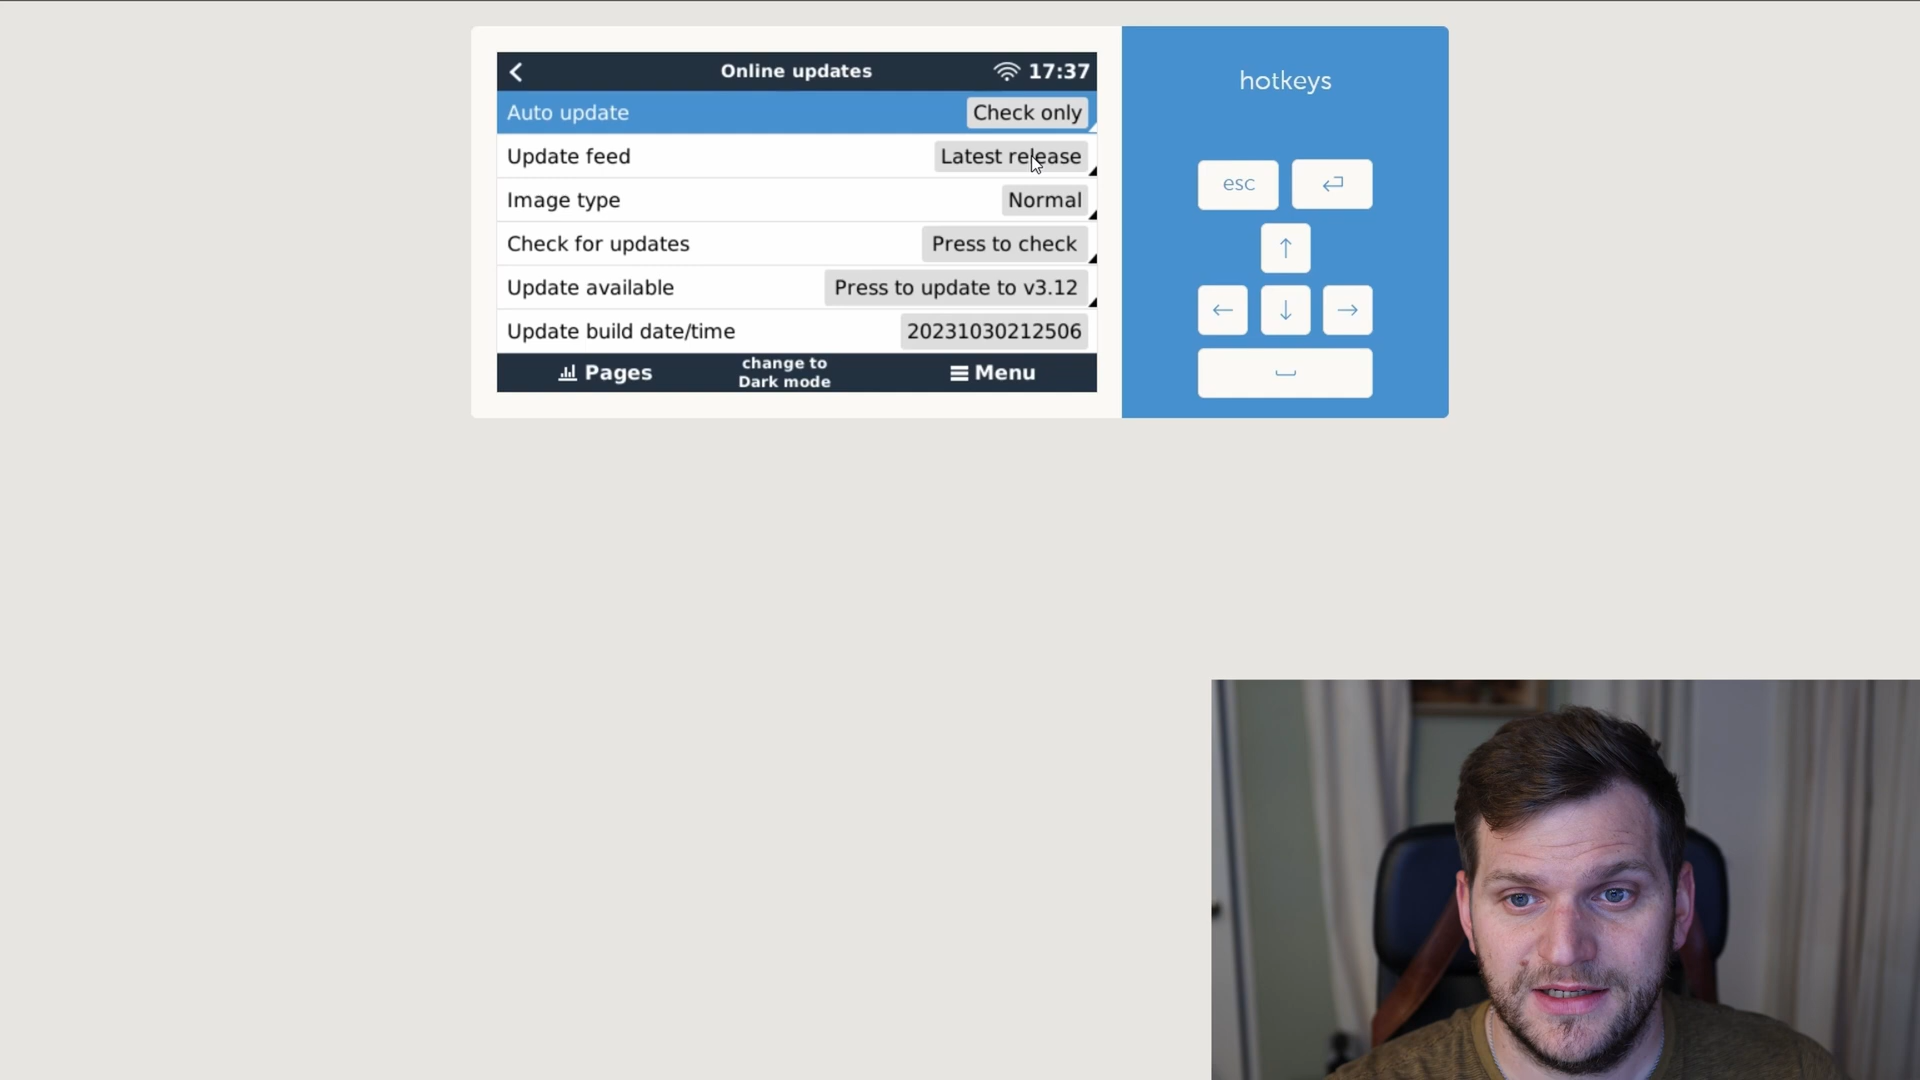 Online updates 17:37
Auto update Check only
Update feed Latest release
Image type Normal
Check for updates Press to check
Update available Press to update to v3.12
Update build date/time 20231030212506
Pages change to Dark mode Menu
hotkeys
esc